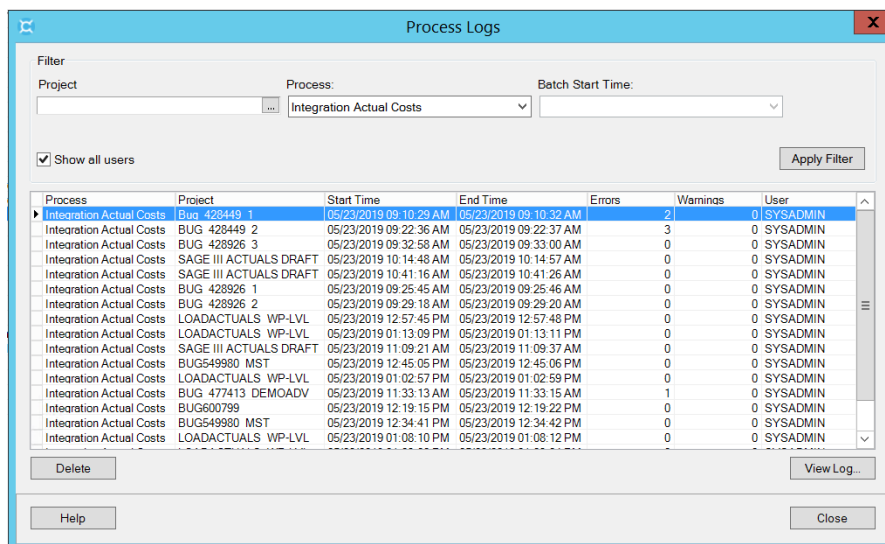 Process Logs
X
Filter
Project Process: Batch Start Time:
... Integration Actual Costs
Show all users Apply Filter
Process Project Start Time End Time Errors Warnings User
Integration Actual Costs Bug 428449 1 05/23/2019 09:10:29 AM 05/23/2019 09:10:32 AM 2 0 SYSADMIN
Integration Actual Costs BUG 428449 2 05/23/2019 09:22:36 AM 05/23/2019 09:22:37 AM 3 0 SYSADMIN
Integration Actual Costs BUG 428926 3 05/23/2019 09:32:58 AM 05/23/2019 09:33:00 AM 0 0 SYSADMIN
Integration Actual Costs SAGE III ACTUALS DRAFT 05/23/2019 10:14:48 AM 05/23/2019 10:14:57 AM 0 0 SYSADMIN
Integration Actual Costs SAGE III ACTUALS DRAFT 05/23/2019 10:41:16 AM 05/23/2019 10:41:26 AM 0 0 SYSADMIN
Integration Actual Costs BUG 428926 1 05/23/2019 09:25:45 AM 05/23/2019 09:25:46 AM 0 0 SYSADMIN
Integration Actual Costs BUG 428926 2 05/23/2019 09:29:18 AM 05/23/2019 09:29:20 AM 0 0 SYSADMIN
Integration Actual Costs LOADACTUALS WP-LVL 05/23/2019 12:57:45 PM 05/23/2019 12:57:48 PM 0 0 SYSADMIN
Integration Actual Costs LOADACTUALS WP-LVL 05/23/2019 01:13:09 PM 05/23/2019 01:13:11 PM 0 0 SYSADMIN
Integration Actual Costs SAGE III ACTUALS DRAFT 05/23/2019 11:09:21 AM 05/23/2019 11:09:37 AM 0 0 SYSADMIN
Integration Actual Costs BUG549980 MST 05/23/2019 12:45:05 PM 05/23/2019 12:45:06 PM 0 0 SYSADMIN
Integration Actual Costs LOADACTUALS WP-LVL 05/23/2019 01:02:57 PM 05/23/2019 01:02:59 PM 0 0 SYSADMIN
Integration Actual Costs BUG 477413 DEMOADV 05/23/2019 11:33:13 AM 05/23/2019 11:33:15 AM 1 0 SYSADMIN
Integration Actual Costs BUG600799 05/23/2019 12:19:15 PM 05/23/2019 12:19:22 PM 0 0 SYSADMIN
Integration Actual Costs BUG549980 MST 05/23/2019 12:34:41 PM 05/23/2019 12:34:42 PM 0 0 SYSADMIN
Integration Actual Costs LOADACTUALS WP-LVL 05/23/2019 01:08:10 PM 05/23/2019 01:08:12 PM 0 0 SYSADMIN
Delete View Log...
Help Close